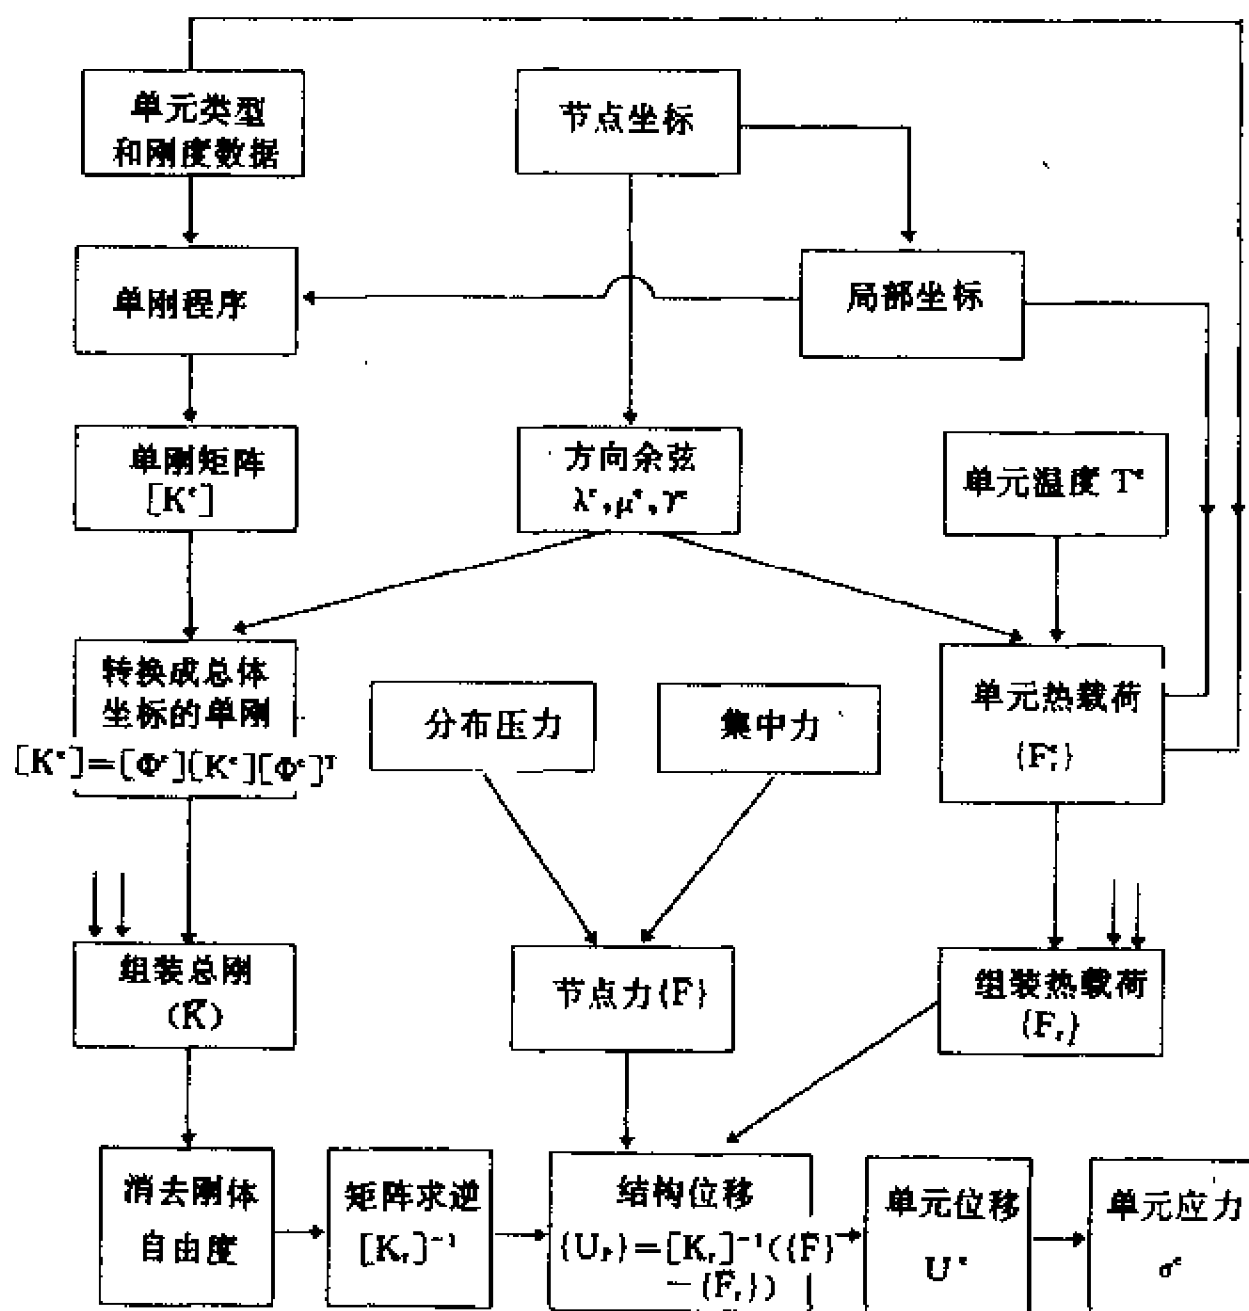 单元类型
和刚度数据
节点坐标
单刚程序
局部坐标
单刚矩阵
[Kᵉ]
方向余弦
λᵉ,μᵉ,γᵉ
单元温度 Tᵉ
转换成总体
坐标的单刚
[K̄ᵉ]=[Φᵉ][Kᵉ][Φᵉ]ᵀ
分布压力
集中力
单元热载荷
{Fᵣᵉ}
组装总刚
(K̄)
节点力{F}
组装热载荷
{Fᵣ}
消去刚体
自由度
矩阵求逆
[Kᵣ]⁻¹
结构位移
{U_P}=[Kᵣ]⁻¹({F}
-{F̄ᵣ})
单元位移
Uᵉ
单元应力
σᵉ